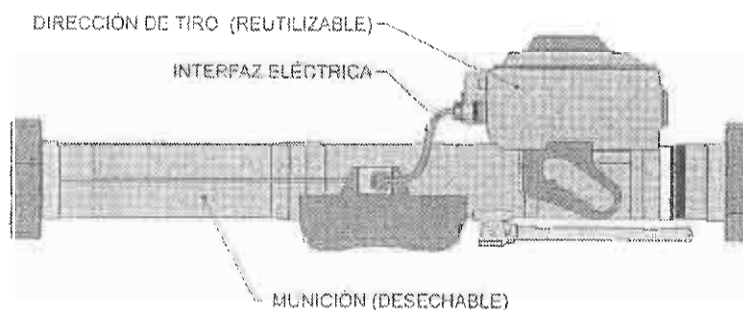 DIRECCIÓN DE TIRO (REUTILIZABLE)
INTERFAZ ELÉCTRICA
MUNICIÓN (DESECHABLE)